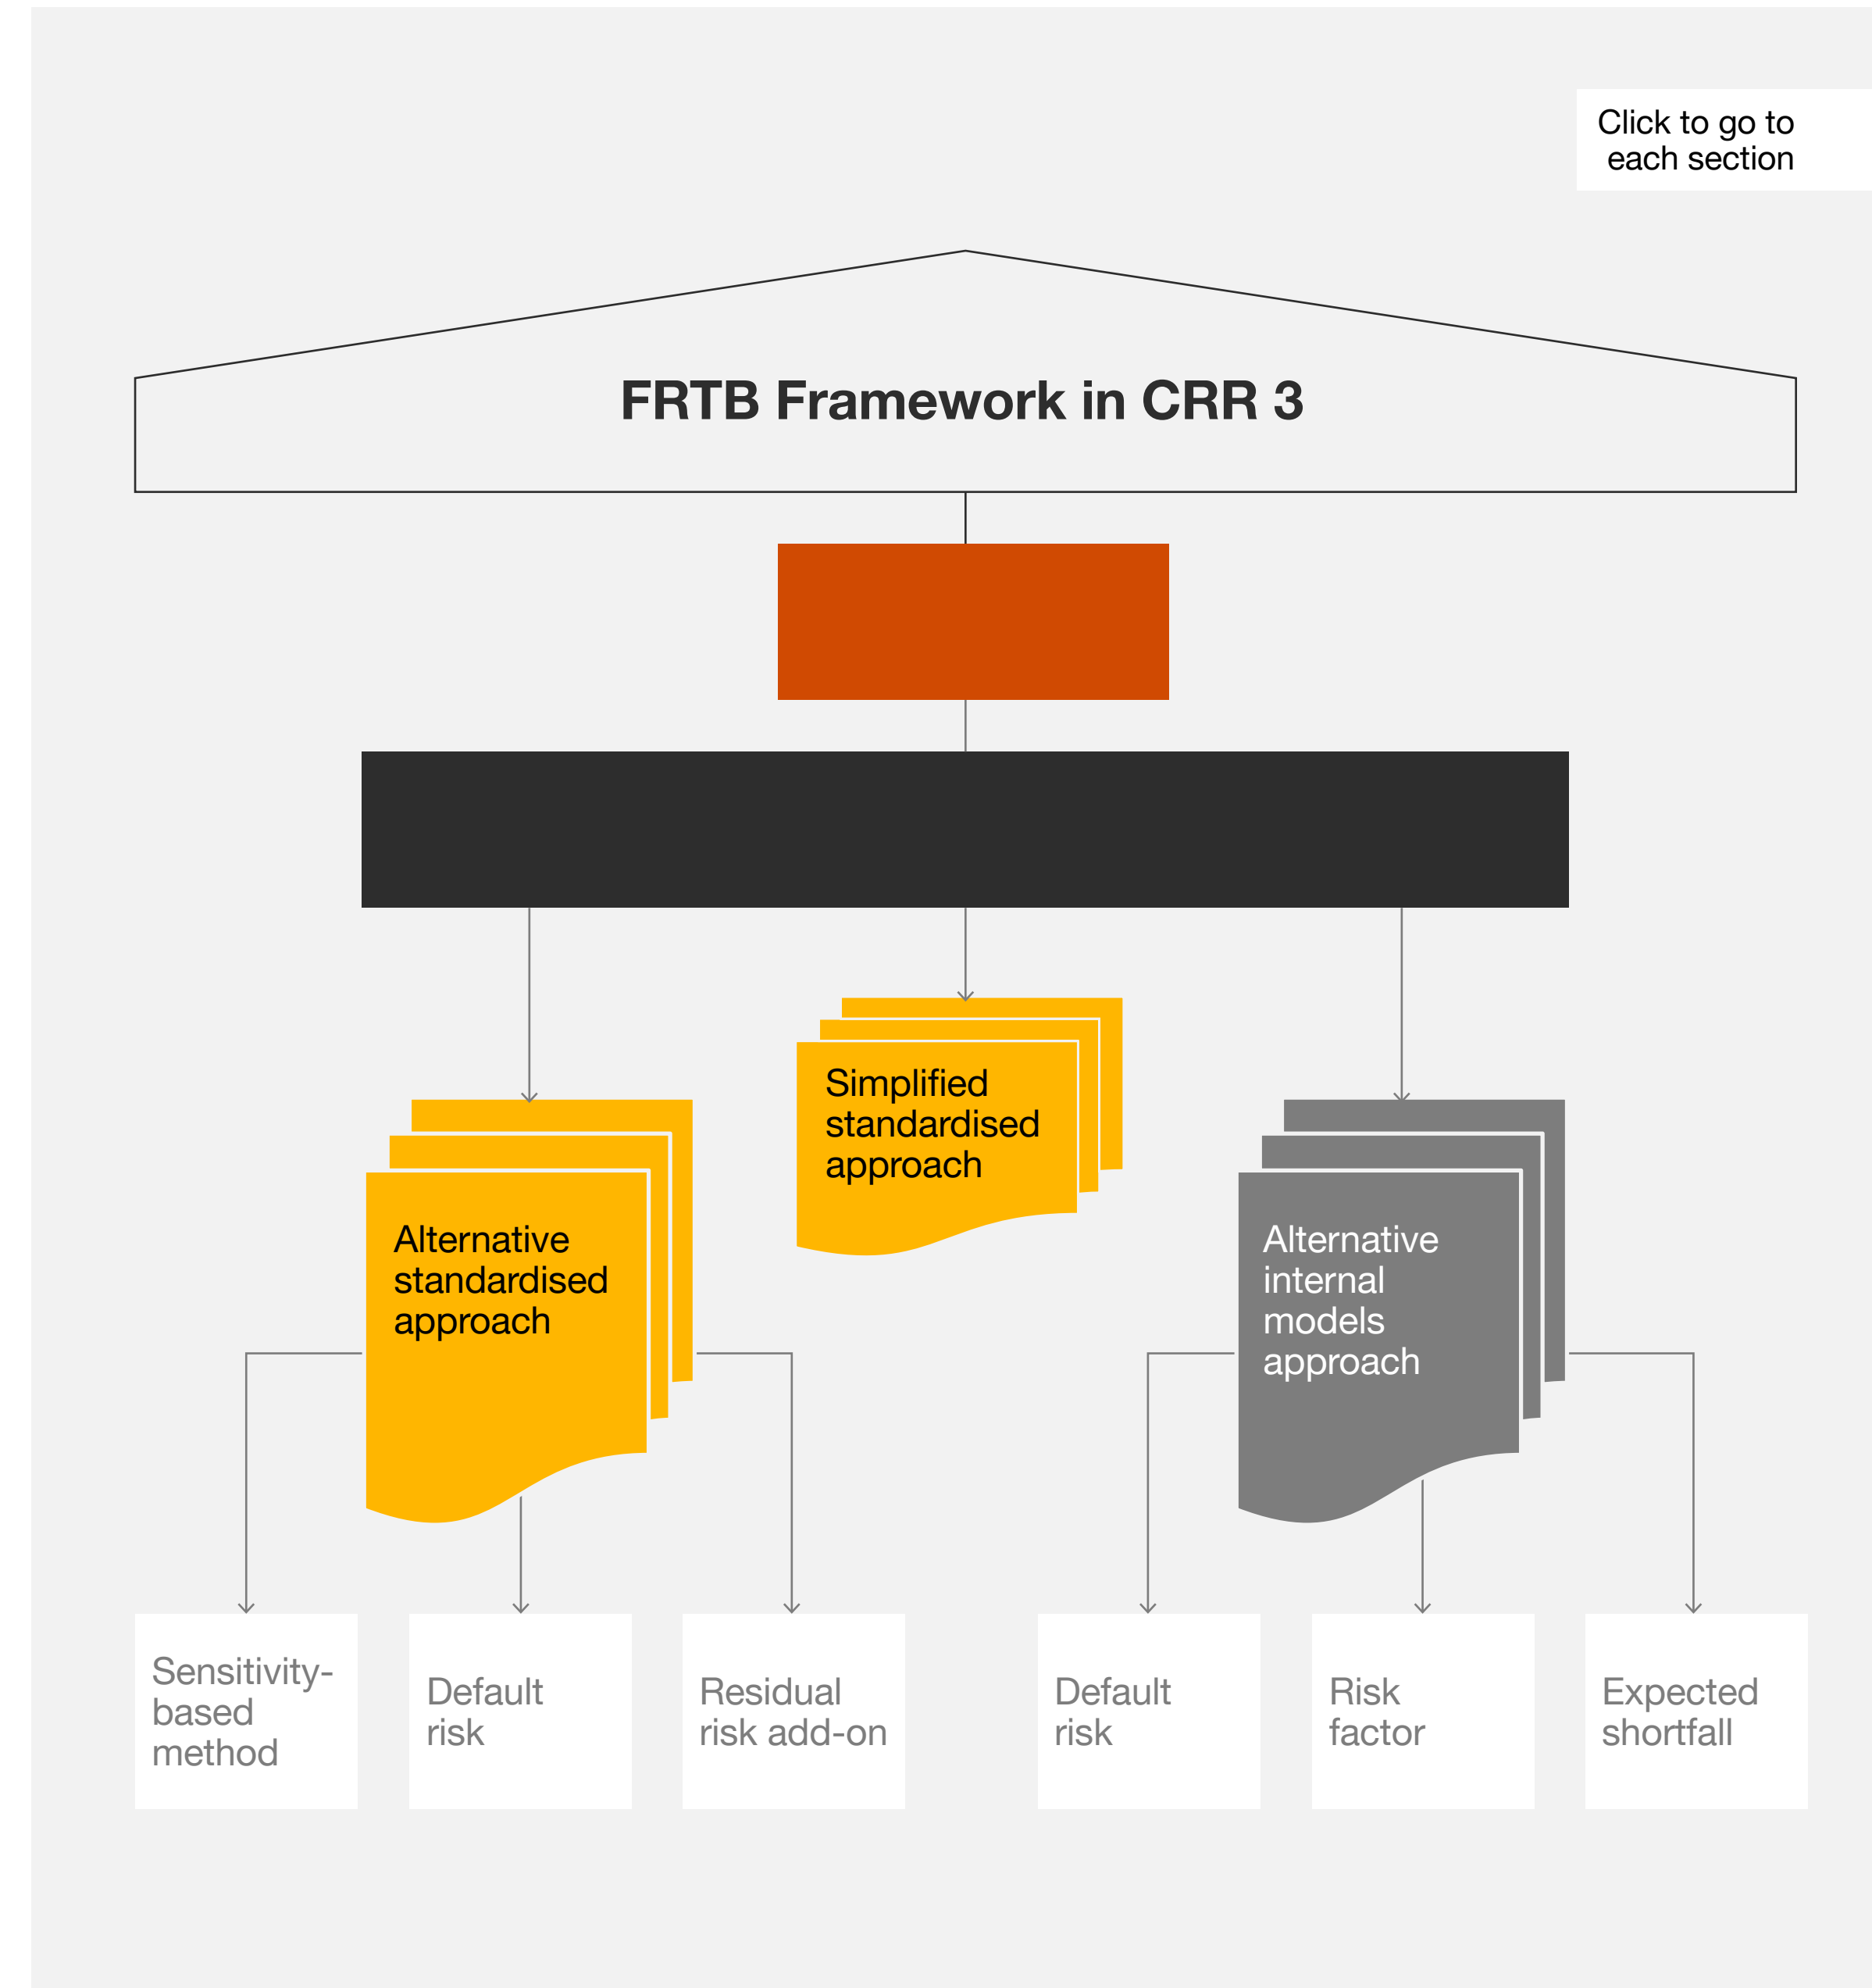 Click to go to
each section
FRTB Framework in CRR 3
Simplified
standardised
approach
Alternative
standardised
approach
Alternative
internal
models
approach
Sensitivity-
based
method
Default
risk
Residual
risk add-on
Default
risk
Risk
factor
Expected
shortfall